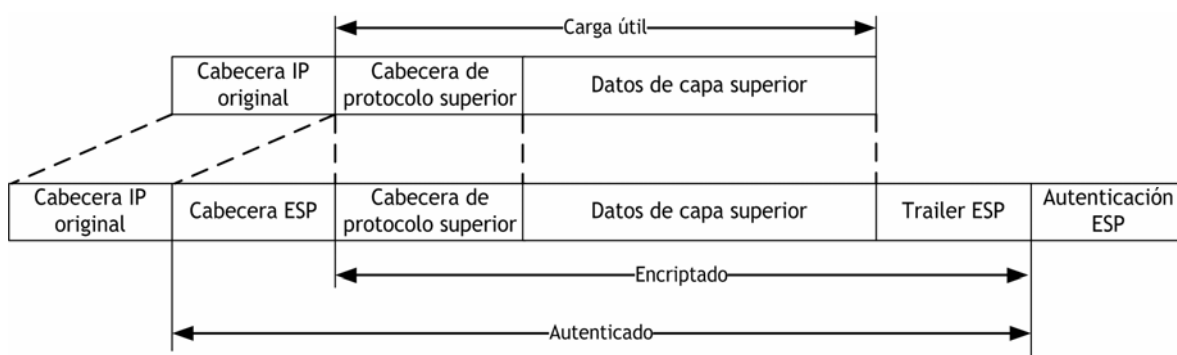 Carga útil
Cabecera IP
original
Cabecera de
protocolo superior
Datos de capa superior
Cabecera IP
original
Cabecera ESP
Cabecera de
protocolo superior
Datos de capa superior
Trailer ESP
Autenticación
ESP
Encriptado
Autenticado